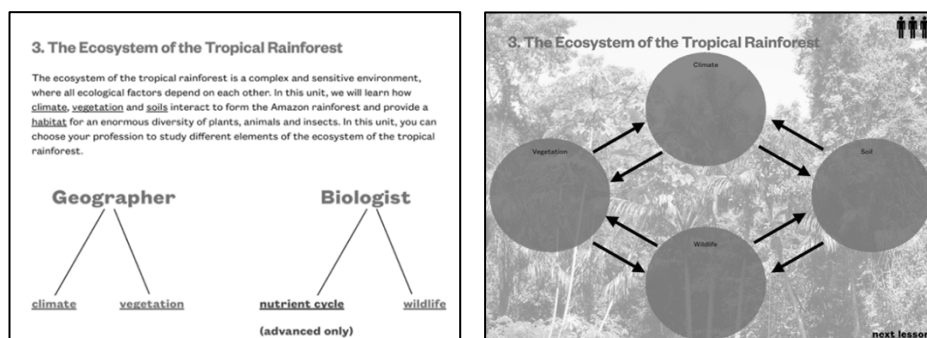 3. The Ecosystem of the Tropical Rainforest
The ecosystem of the tropical rainforest is a complex and sensitive environment,
where all ecological factors depend on each other. In this unit, we will learn how
climate, vegetation and soils interact to form the Amazon rainforest and provide a
habitat for an enormous diversity of plants, animals and insects. In this unit, you can
choose your profession to study different elements of the ecosystem of the tropical
rainforest.
Geographer
Biologist
climate
vegetation
nutrient cycle
wildlife
(advanced only)
3. The Ecosystem of the Tropical Rainforest
Climate
Vegetation
Soil
Wildlife
next lesson